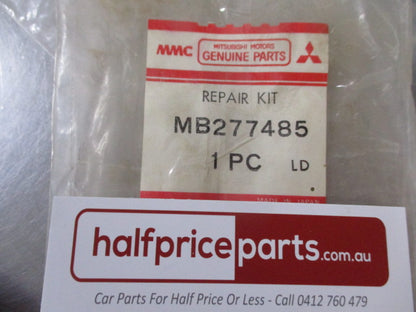 MMC
MITSUBISHI MOTORS
GENUINE PARTS
REPAIR KIT
MB277485
1 PC LD
MADE IN JAPAN
halfpriceparts.com.au
Car Parts For Half Price Or Less - Call 0412 760 479